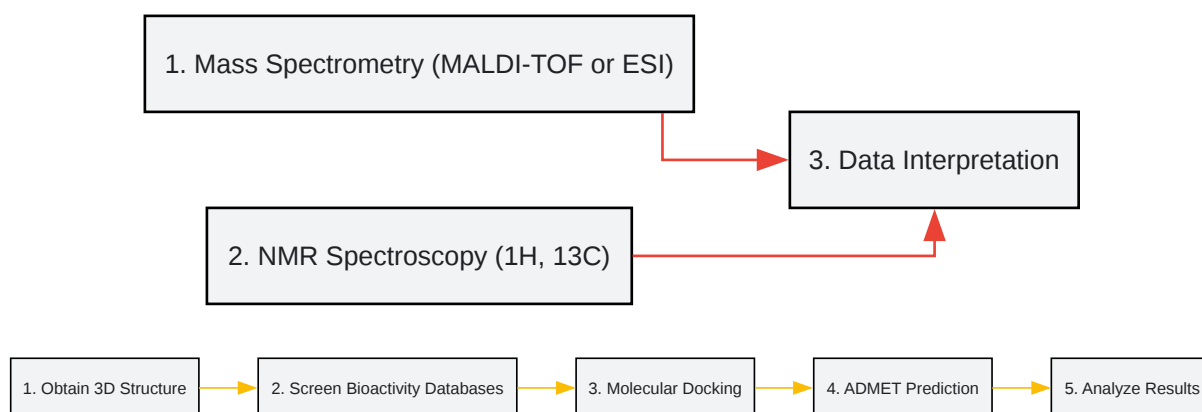 1. Mass Spectrometry (MALDI-TOF or ESI)
3. Data Interpretation
2. NMR Spectroscopy (1H, 13C)
1. Obtain 3D Structure
2. Screen Bioactivity Databases
3. Molecular Docking
4. ADMET Prediction
5. Analyze Results